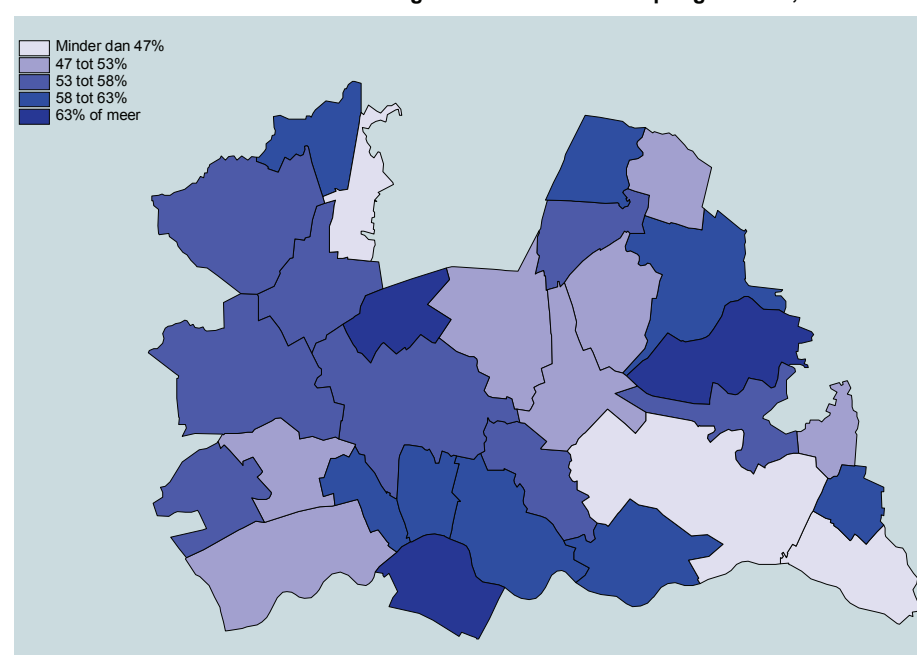 Minder dan 47%
47 tot 53%
53 tot 58%
58 tot 63%
63% of meer